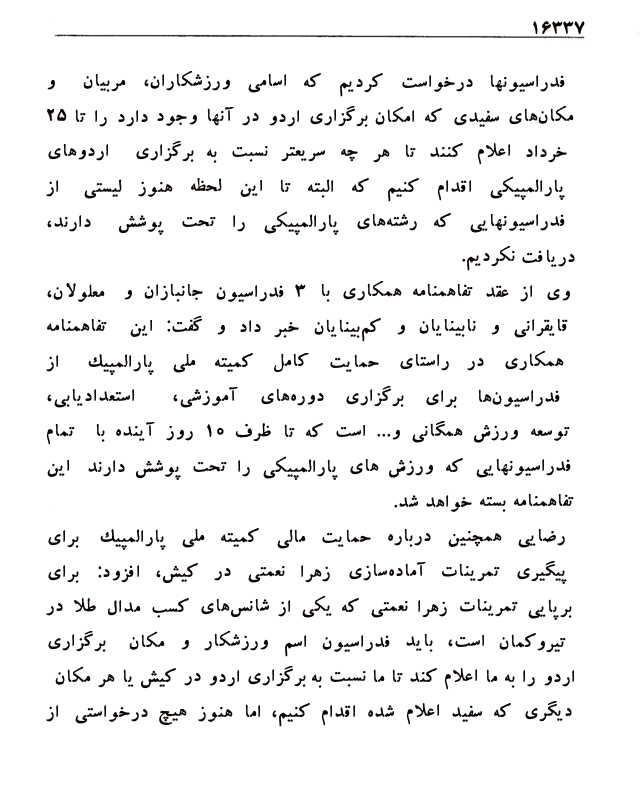 ۱۶۳۳۷
فدراسیونها درخواست کردیم که اسامی ورزشکاران، مربیان و
مکان‌های سفیدی که امکان برگزاری اردو در آنها وجود دارد را تا ۲۵
خرداد اعلام کنند تا هر چه سریعتر نسبت به برگزاری اردوهای
پارالمپیکی اقدام کنیم که البته تا این لحظه هنوز لیستی از
فدراسیونهایی که رشته‌های پارالمپیکی را تحت پوشش دارند،
دریافت نکردیم.
وی از عقد تفاهمنامه همکاری با ۳ فدراسیون جانبازان و معلولان،
قایقرانی و نابینایان و کم‌بینایان خبر داد و گفت: این تفاهمنامه
همکاری در راستای حمایت کامل کمیته ملی پارالمپیك از
فدراسیون‌ها برای برگزاری دوره‌های آموزشی، استعدادیابی،
توسعه ورزش همگانی و... است که تا ظرف ۱۵ روز آینده با تمام
فدراسیونهایی که ورزش های پارالمپیکی را تحت پوشش دارند این
تفاهمنامه بسته خواهد شد.
رضایی همچنین درباره حمایت مالی کمیته ملی پارالمپیك برای
پیگیری تمرینات آماده‌سازی زهرا نعمتی در کیش، افزود: برای
برپایی تمرینات زهرا نعمتی که یکی از شانس‌های کسب مدال طلا در
تیروکمان است، باید فدراسیون اسم ورزشکار و مکان برگزاری
اردو را به ما اعلام کند تا ما نسبت به برگزاری اردو در کیش یا هر مکان
دیگری که سفید اعلام شده اقدام کنیم، اما هنوز هیچ درخواستی از